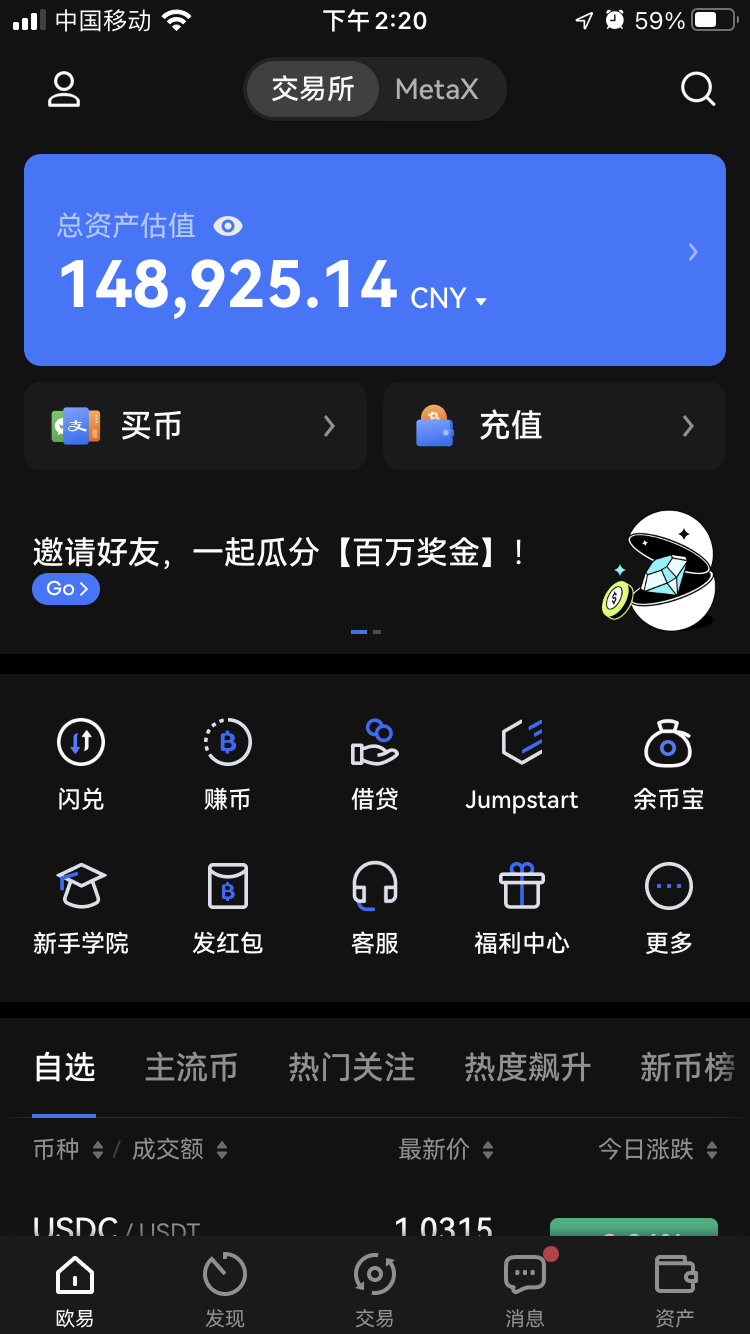 中国移动 下午2:20 59%
交易所 MetaX
总资产估值
148,925.14 CNY
买币 充值
邀请好友，一起瓜分【百万奖金】！
Go
闪兑 赚币 借贷 Jumpstart 余币宝
新手学院 发红包 客服 福利中心 更多
自选 主流币 热门关注 热度飙升 新币榜
币种 / 成交额 最新价 今日涨跌
USDC / USDT 1.0315
欧易 发现 交易 消息 资产